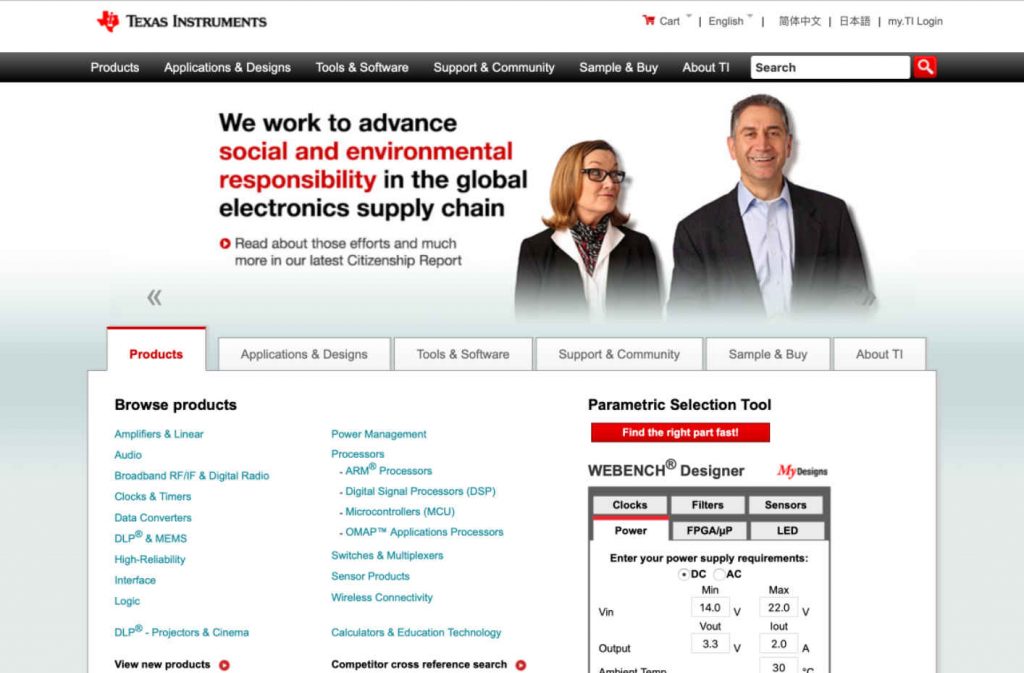 TEXAS INSTRUMENTS
Cart | English | 简体中文 | 日本語 | my.TI Login
Products Applications & Designs Tools & Software Support & Community Sample & Buy About TI Search
We work to advance
social and environmental
responsibility in the global
electronics supply chain
Read about those efforts and much
more in our latest Citizenship Report
«
»
Products Applications & Designs Tools & Software Support & Community Sample & Buy About TI
Browse products
Amplifiers & Linear
Audio
Broadband RF/IF & Digital Radio
Clocks & Timers
Data Converters
DLP® & MEMS
High-Reliability
Interface
Logic
DLP® - Projectors & Cinema
View new products
Power Management
Processors
- ARM® Processors
- Digital Signal Processors (DSP)
- Microcontrollers (MCU)
- OMAP™ Applications Processors
Switches & Multiplexers
Sensor Products
Wireless Connectivity
Calculators & Education Technology
Competitor cross reference search
Parametric Selection Tool
Find the right part fast!
WEBENCH® Designer My Designs
Clocks Filters Sensors
Power FPGA/µP LED
Enter your power supply requirements:
DC AC
Min Max
Vin 14.0 V 22.0 V
Vout Iout
Output 3.3 V 2.0 A
Ambient Temp 30 °C